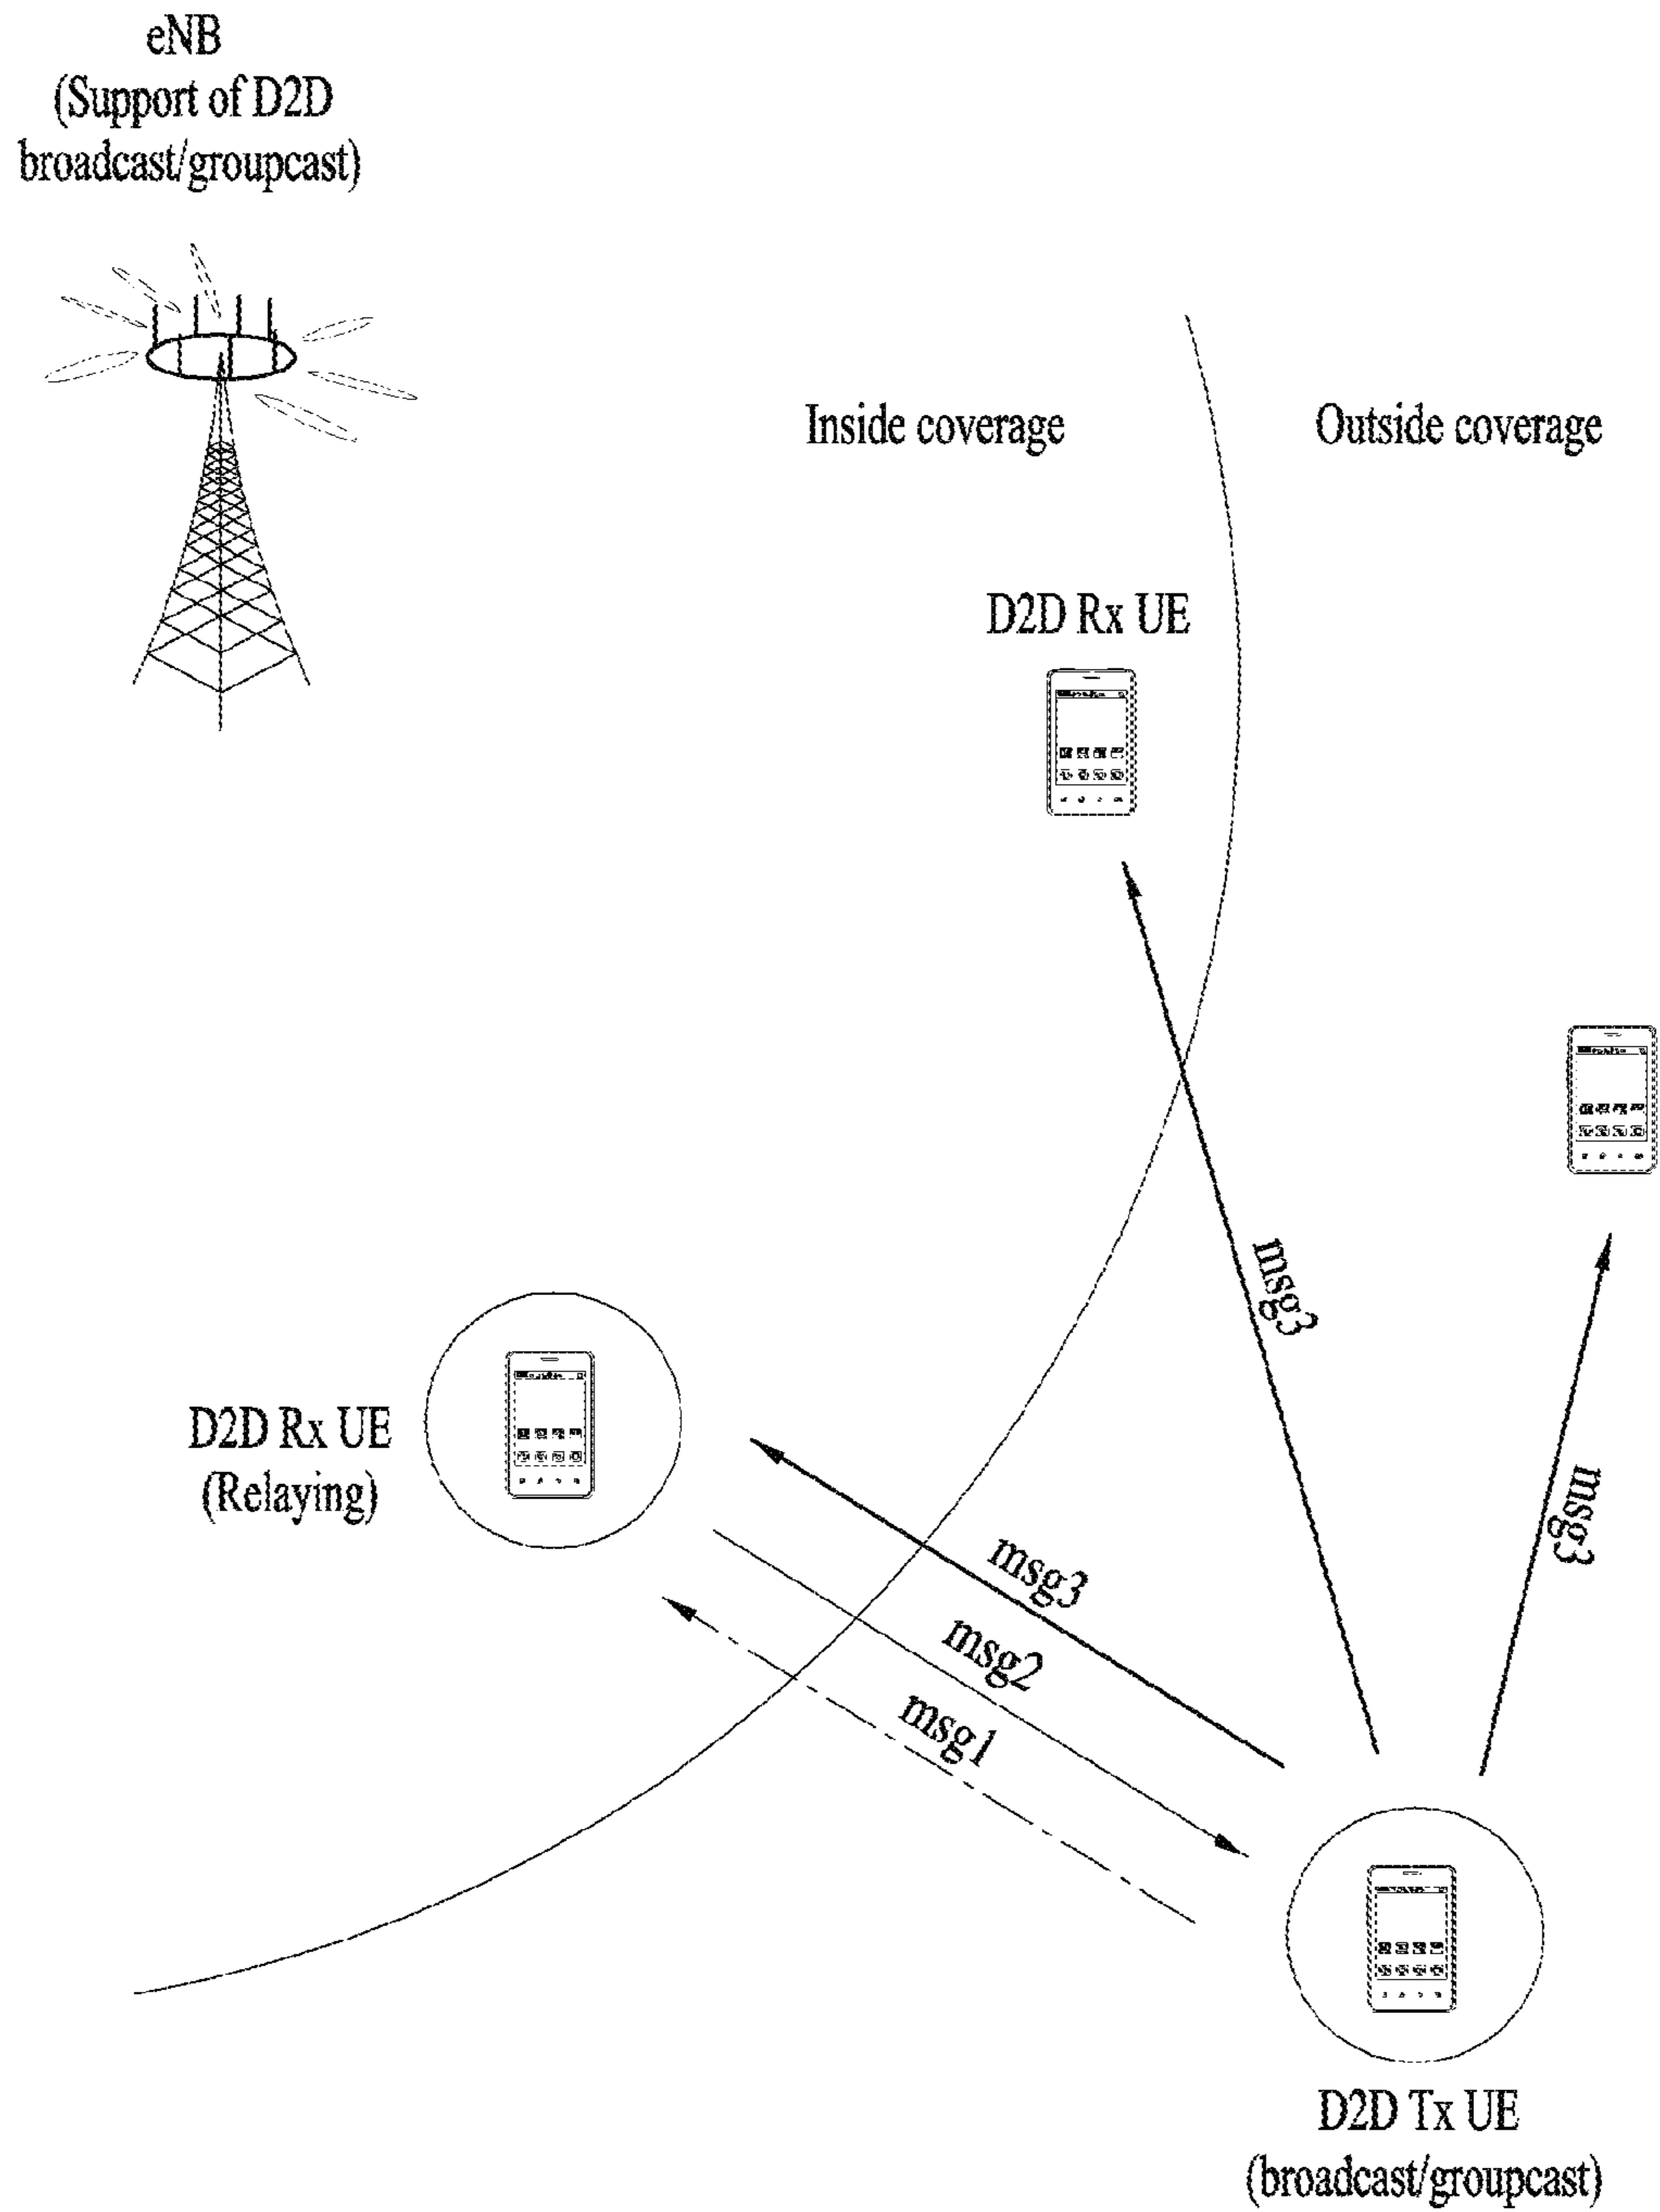 eNB
(Support of D2D
broadcast/groupcast)
Inside coverage
Outside coverage
D2D Rx UE
msg3
msg3
D2D Rx UE
(Relaying)
msg3
msg2
msg1
D2D Tx UE
(broadcast/groupcast)